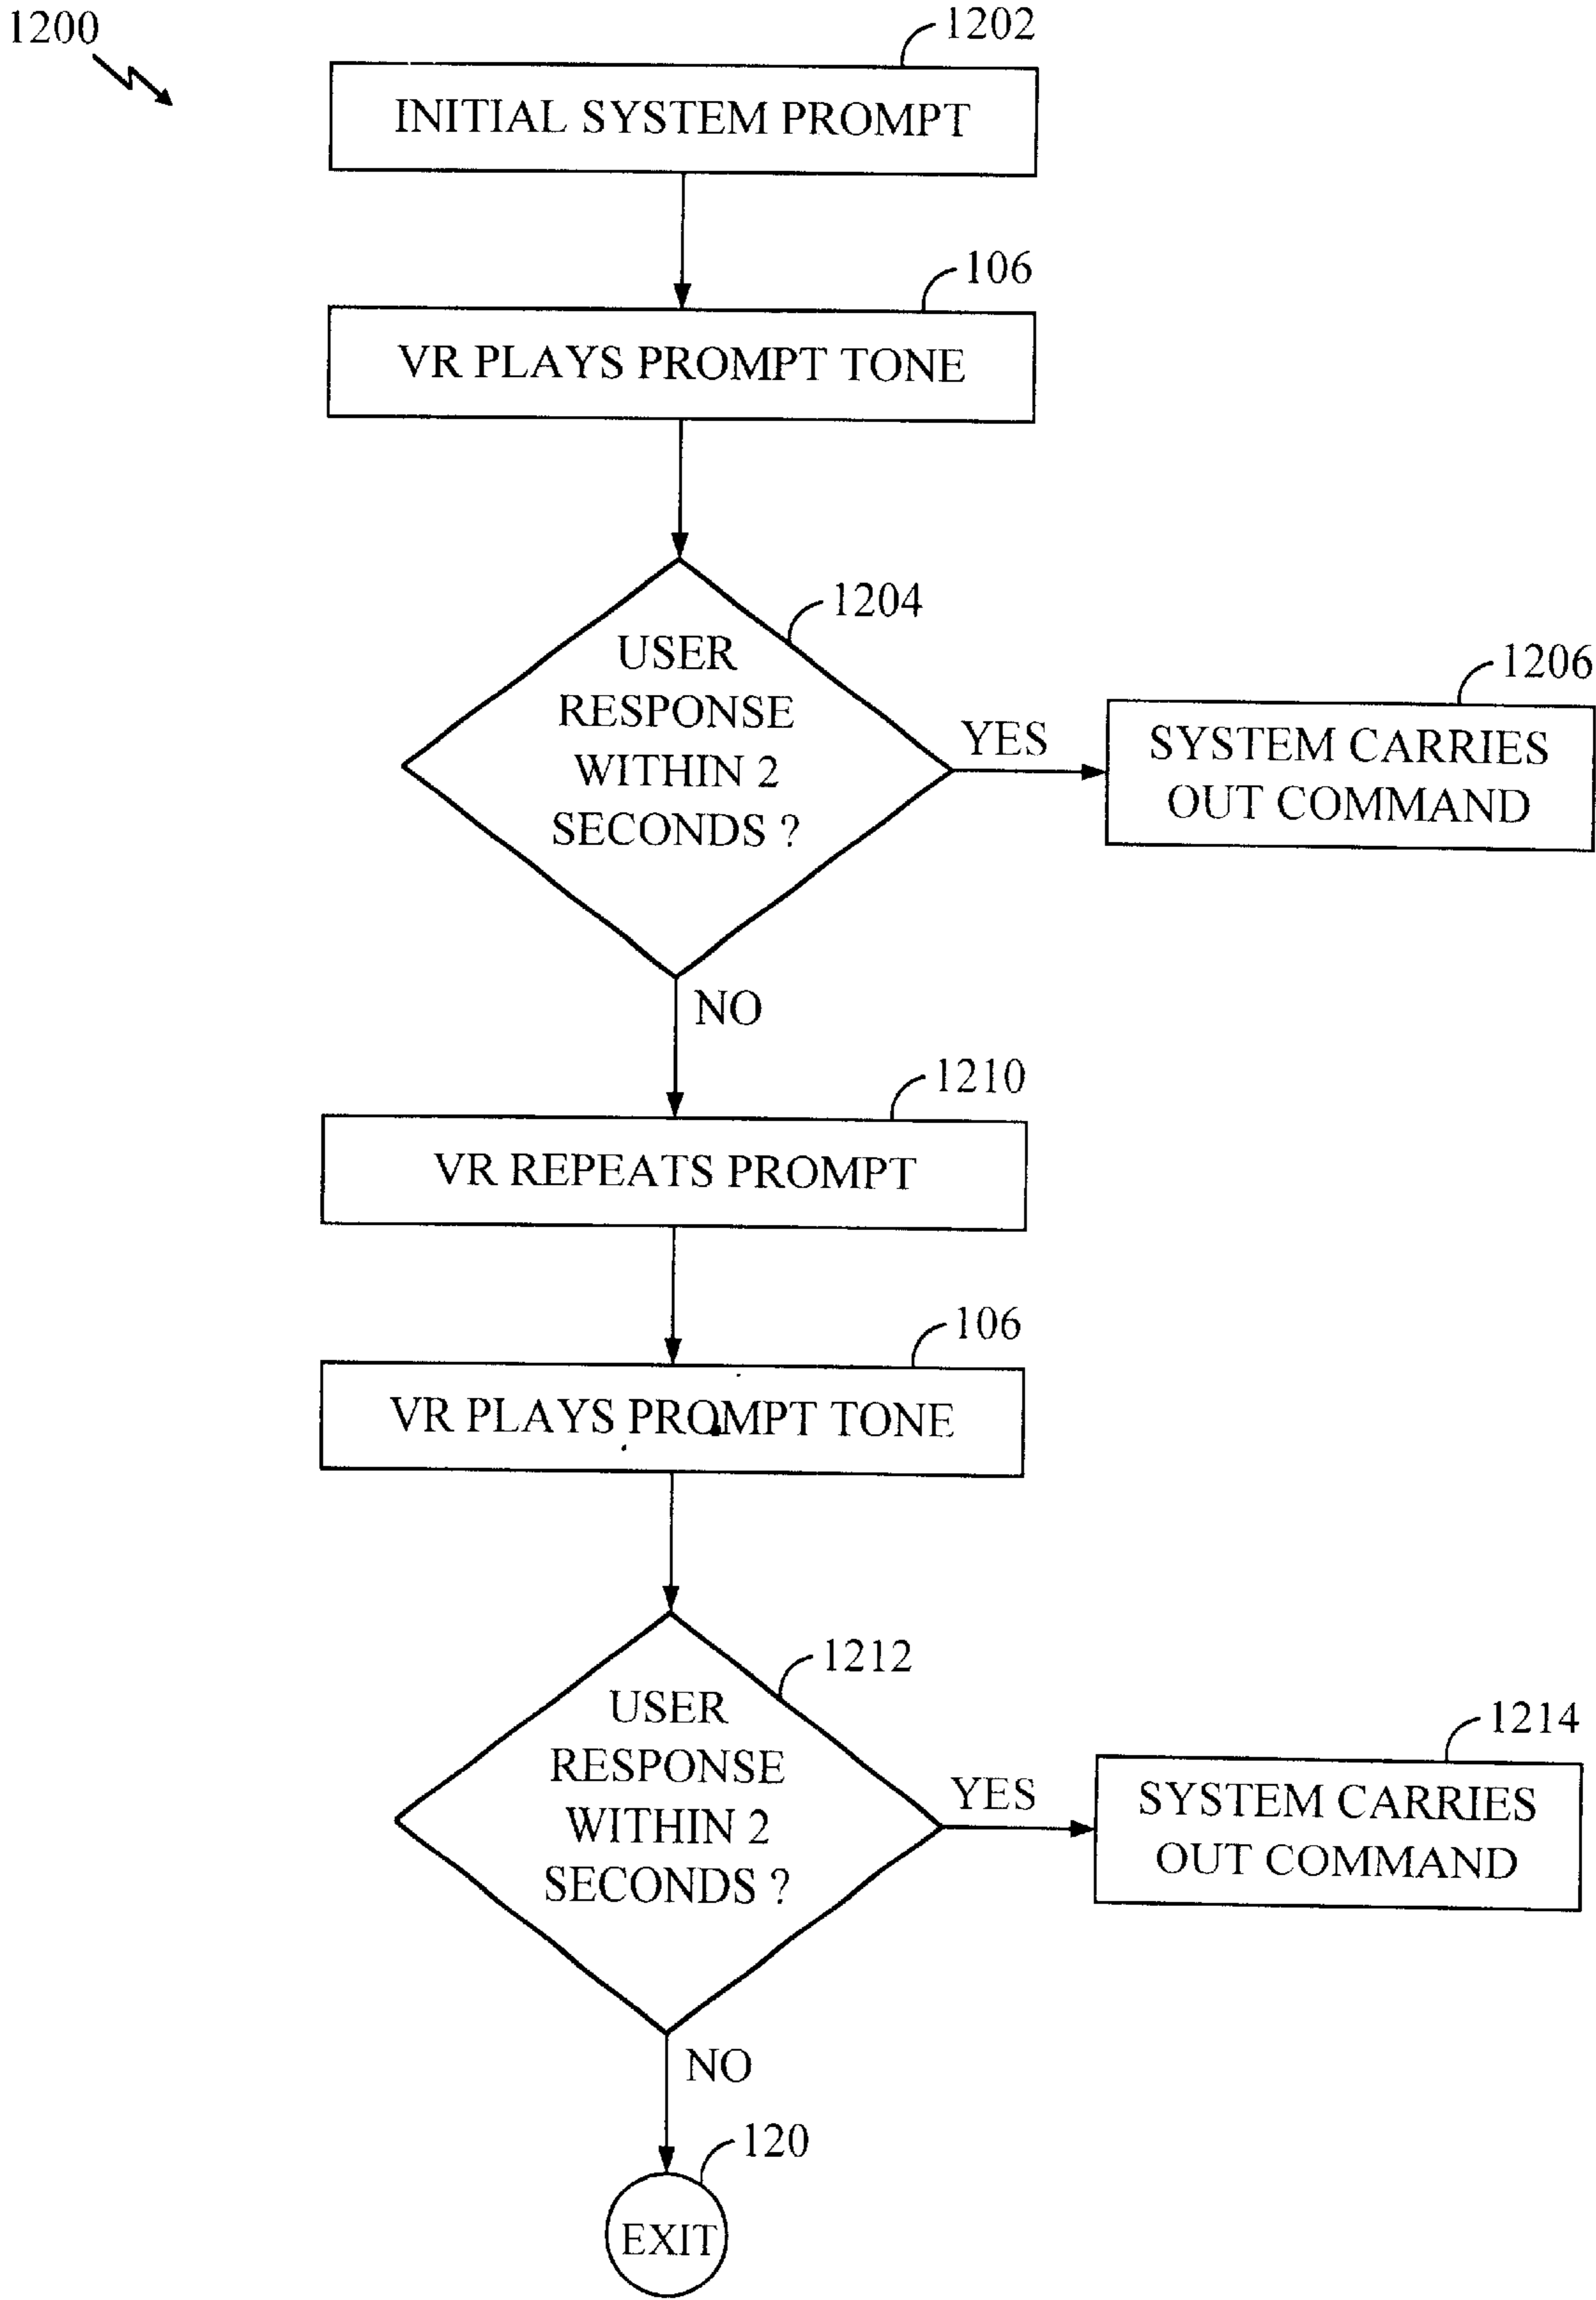 1200
1202
INITIAL SYSTEM PROMPT
106
VR PLAYS PROMPT TONE
1204
USER
RESPONSE
WITHIN 2
SECONDS ?
YES
1206
SYSTEM CARRIES
OUT COMMAND
NO
1210
VR REPEATS PROMPT
106
VR PLAYS PROMPT TONE
1212
USER
RESPONSE
WITHIN 2
SECONDS ?
YES
1214
SYSTEM CARRIES
OUT COMMAND
NO
120
EXIT